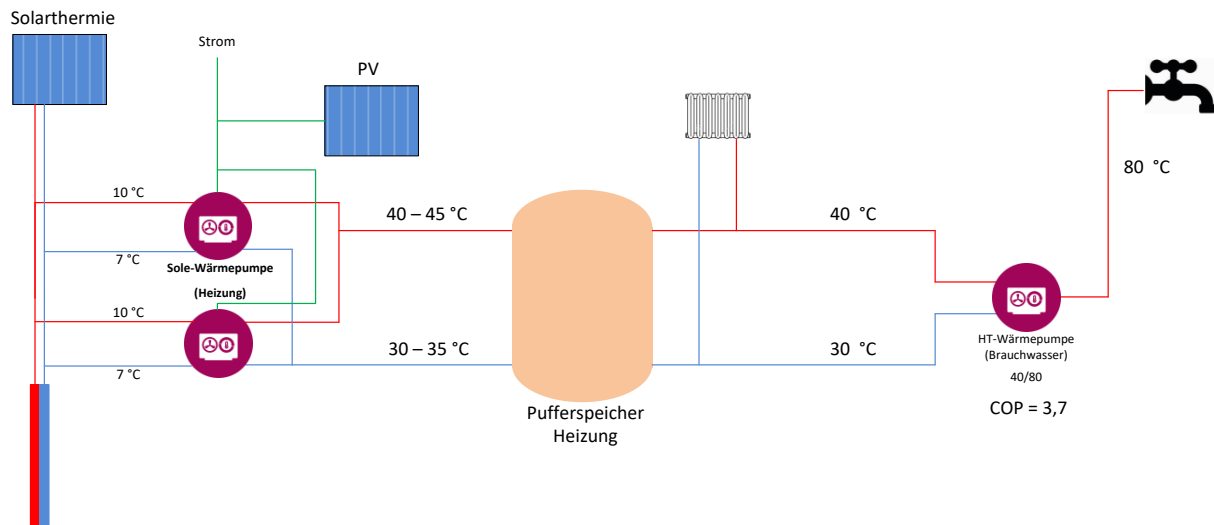 Solarthermie
Strom
PV
10 °C
40 – 45 °C
40 °C
80 °C
7 °C
Sole-Wärmepumpe
(Heizung)
10 °C
30 – 35 °C
30 °C
7 °C
HT-Wärmepumpe
(Brauchwasser)
40/80
COP = 3,7
Pufferspeicher
Heizung